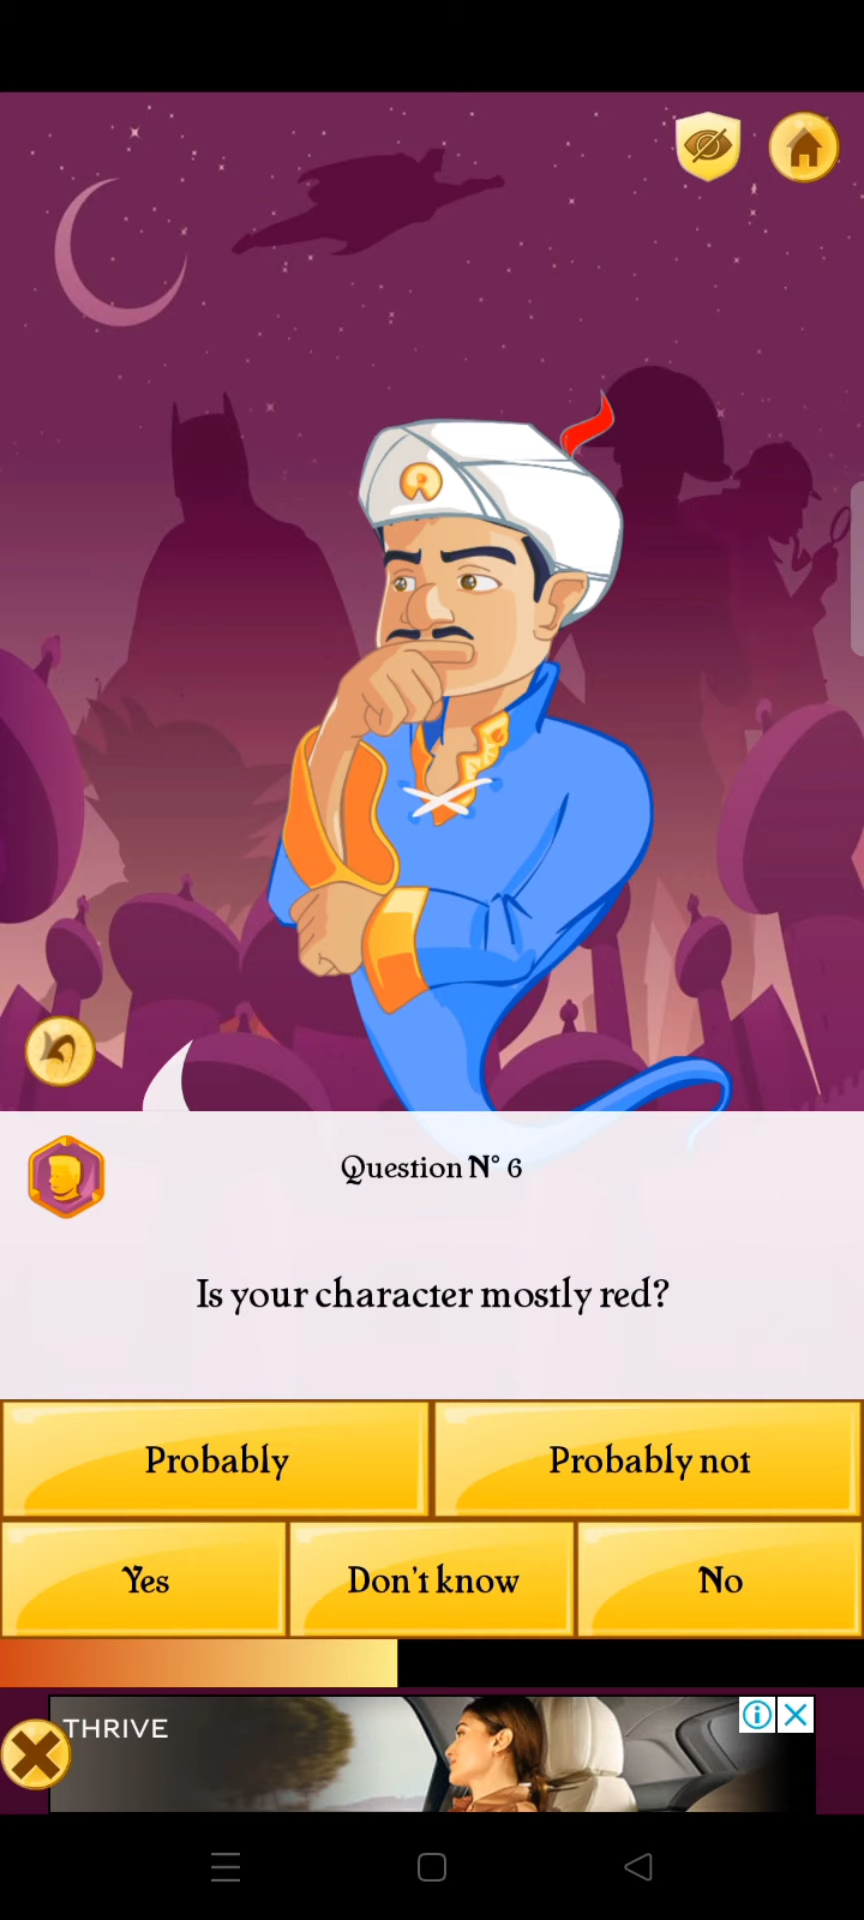 Question N° 6
Is your character mostly red?
Probably
Probably not
Yes
Don't know
No
THRIVE